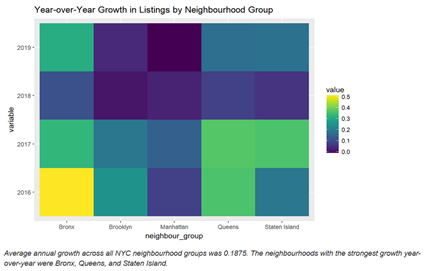 Year-over-Year Growth in Listings by Neighbourhood Group
2019
2018
2017
2016
variable
Bronx Brooklyn Manhattan Queens Staten Island
neighbour_group
value
0.5
0.4
0.3
0.2
0.1
0.0
Average annual growth across all NYC neighbourhood groups was 0.1875. The neighbourhoods with the strongest growth year-
over-year were Bronx, Queens, and Staten Island.